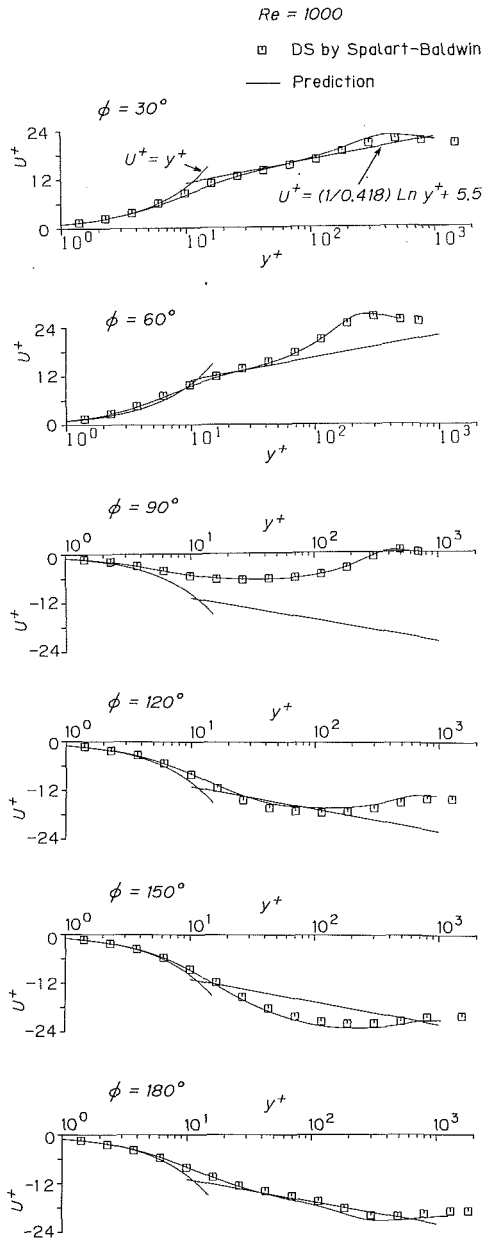 Re = 1000
DS by Spalart-Baldwin
Prediction
ϕ = 30°
U⁺
24
12
0
U⁺= y⁺
U⁺=(1/0.418) Ln y⁺+ 5.5
10⁰ 10¹ 10² 10³
y⁺
ϕ = 60°
U⁺
24
12
0
10⁰ 10¹ 10² 10³
y⁺
ϕ = 90°
y⁺
10⁰ 10¹ 10² 10³
0
-12
-24
U⁺
ϕ = 120°
y⁺
10⁰ 10¹ 10² 10³
0
-12
-24
U⁺
ϕ = 150°
y⁺
10⁰ 10¹ 10² 10³
0
-12
-24
U⁺
ϕ = 180°
y⁺
10⁰ 10¹ 10² 10³
0
-12
-24
U⁺